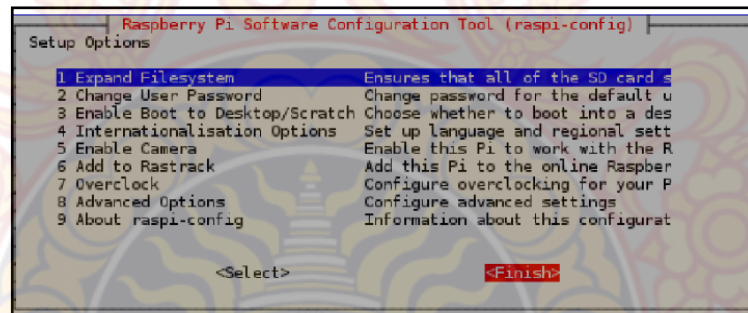 Raspberry Pi Software Configuration Tool (raspi-config)
Setup Options
1 Expand Filesystem Ensures that all of the SD card s
2 Change User Password Change password for the default u
3 Enable Boot to Desktop/Scratch Choose whether to boot into a des
4 Internationalisation Options Set up language and regional sett
5 Enable Camera Enable this Pi to work with the R
6 Add to Rastrack Add this Pi to the online Raspber
7 Overclock Configure overclocking for your P
8 Advanced Options Configure advanced settings
9 About raspi-config Information about this configurat
<Select> <Finish>